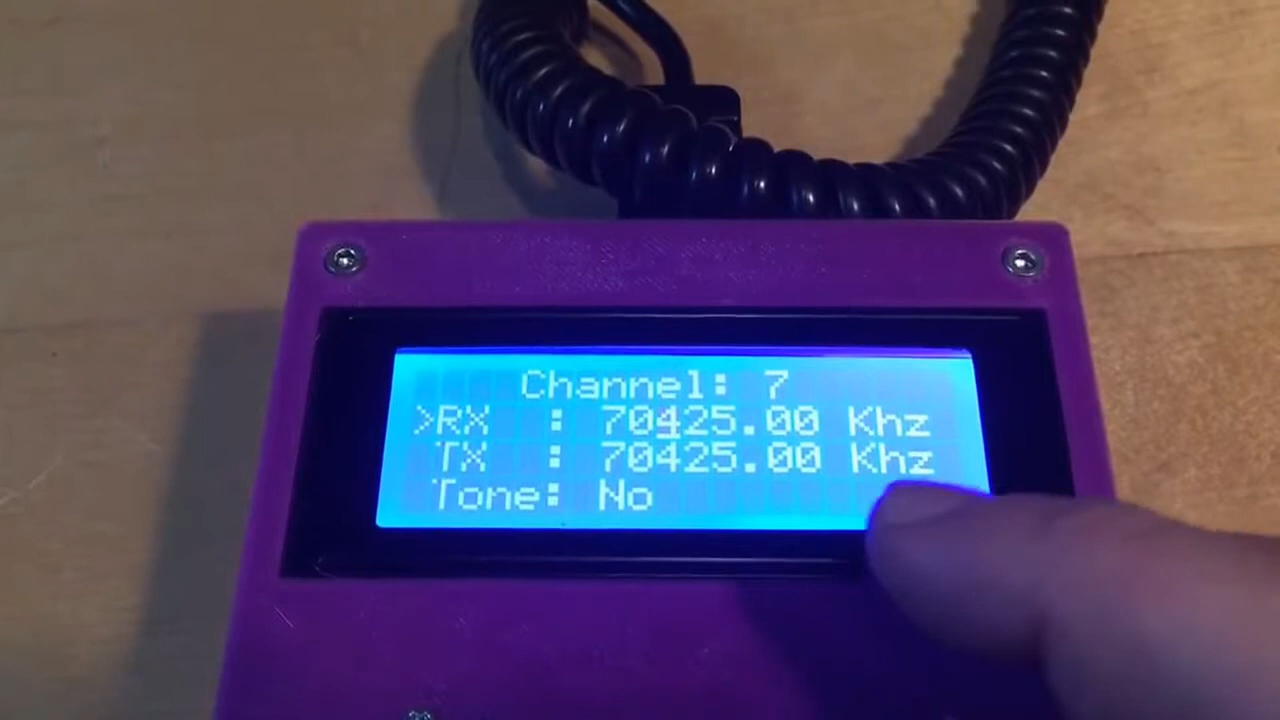 Channel: 7
>RX : 70425.00 Khz
TX : 70425.00 Khz
Tone: No